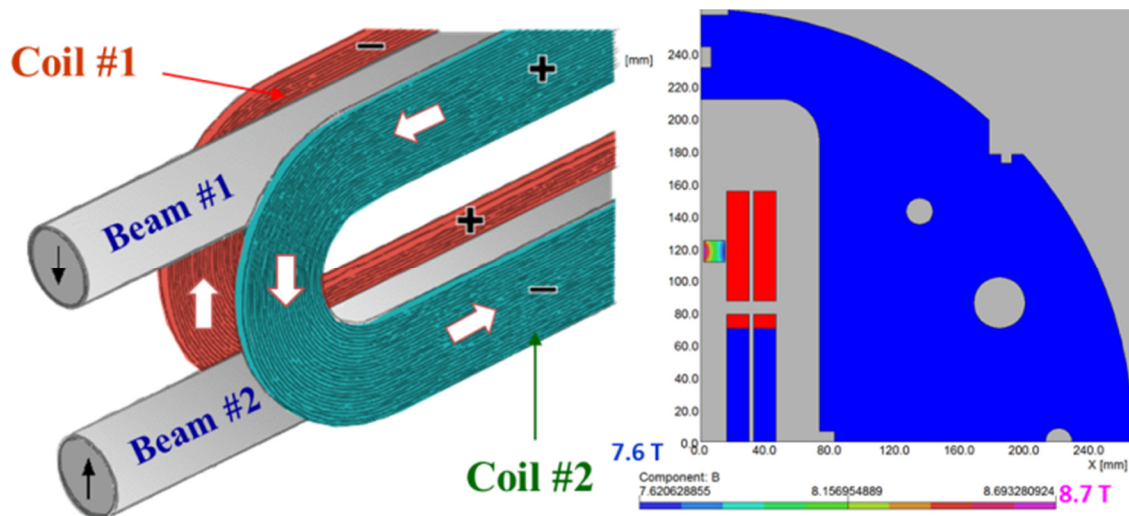 Coil #1
−
+
Beam #1
+
−
Beam #2
Coil #2
[mm]
240.0
220.0
200.0
180.0
160.0
140.0
120.0
100.0
80.0
60.0
40.0
20.0
0.0
0.0 40.0 80.0 120.0 160.0 200.0 240.0
X [mm]
7.6 T
Component: B
7.620628855 8.156954889 8.693280924
8.7 T